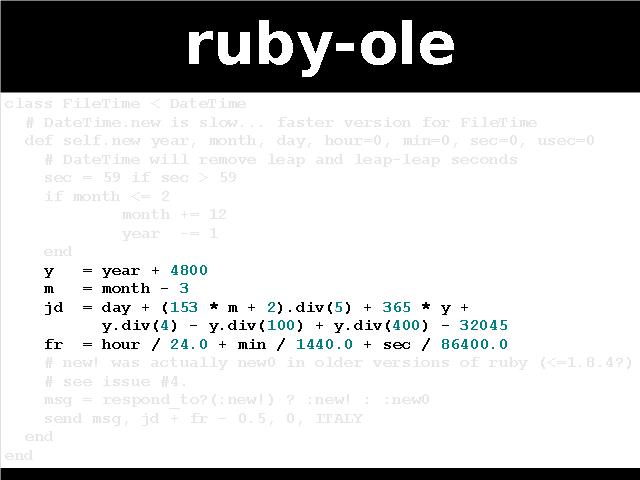 ruby-ole
class FileTime < DateTime
  # DateTime.new is slow... faster version for FileTime
  def self.new year, month, day, hour=0, min=0, sec=0, usec=0
    # DateTime will remove leap and leap-leap seconds
    sec = 59 if sec > 59
    if month <= 2
            month += 12
            year  -= 1
    end
    y   = year + 4800
    m   = month - 3
    jd  = day + (153 * m + 2).div(5) + 365 * y +
          y.div(4) - y.div(100) + y.div(400) - 32045
    fr  = hour / 24.0 + min / 1440.0 + sec / 86400.0
    # new! was actually new0 in older versions of ruby (<=1.8.4?)
    # see issue #4.
    msg = respond_to?(:new!) ? :new! : :new0
    send msg, jd + fr - 0.5, 0, ITALY
  end
end